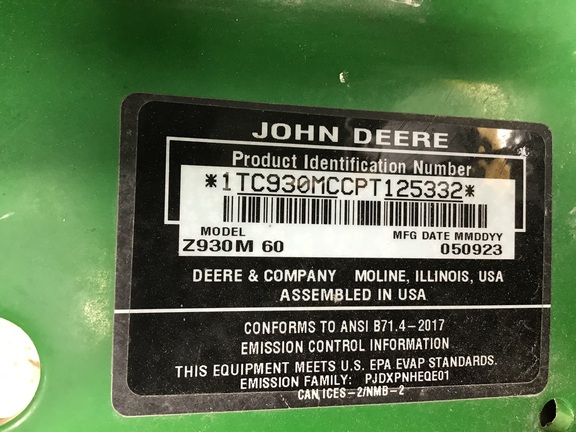 JOHN DEERE
Product Identification Number
*1TC930MCCPT125332*
MODEL MFG DATE MMDDYY
Z930M 60 050923
DEERE & COMPANY MOLINE, ILLINOIS, USA
ASSEMBLED IN USA
CONFORMS TO ANSI B71.4-2017
EMISSION CONTROL INFORMATION
THIS EQUIPMENT MEETS U.S. EPA EVAP STANDARDS.
EMISSION FAMILY: PJDXPNHEQE01
CAN ICES-2/NMB-2